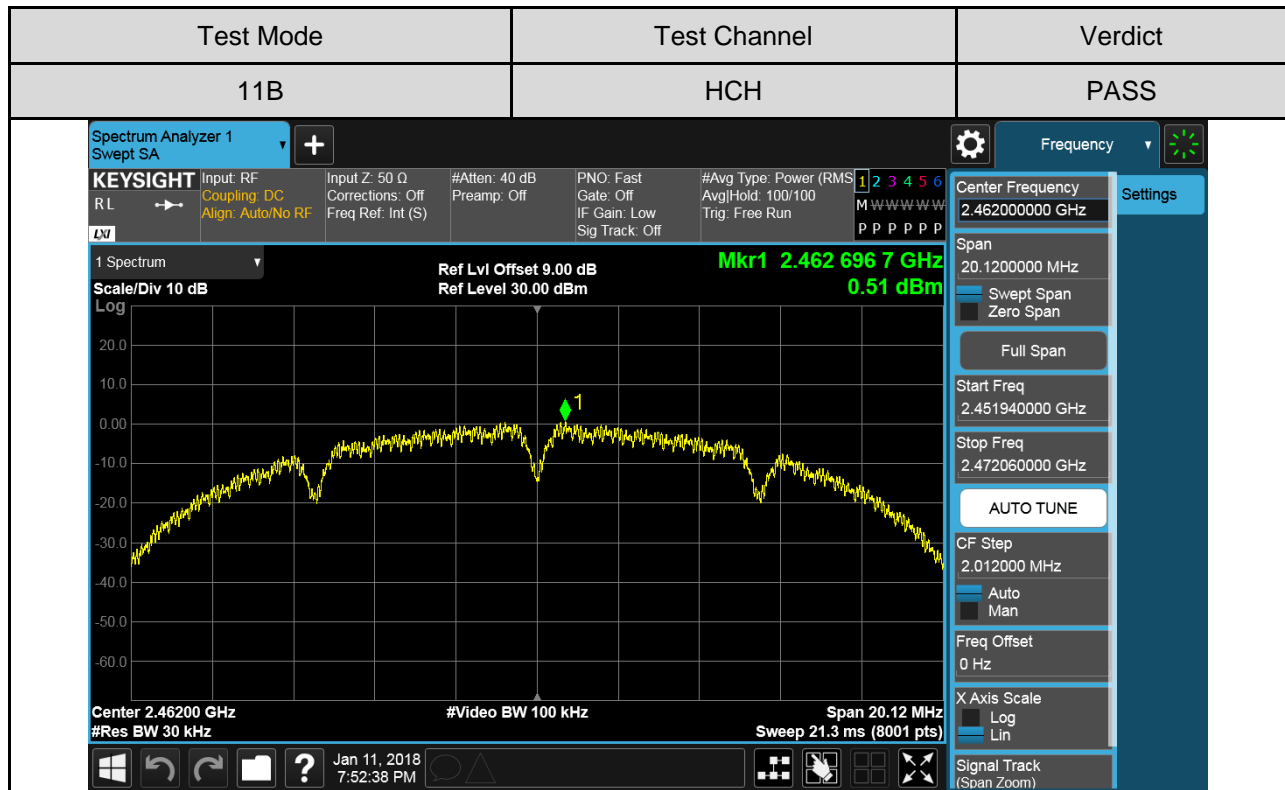 Test Mode Test Channel Verdict
11B HCH PASS
Spectrum Analyzer 1
Swept SA
+
Frequency
KEYSIGHT
R L
LXI
Input: RF
Coupling: DC
Align: Auto/No RF
Input Z: 50 Ω
Corrections: Off
Freq Ref: Int (S)
#Atten: 40 dB
Preamp: Off
PNO: Fast
Gate: Off
IF Gain: Low
Sig Track: Off
#Avg Type: Power (RMS
Avg|Hold: 100/100
Trig: Free Run
1 2 3 4 5 6
M W W W W W
P P P P P P
1 Spectrum
Scale/Div 10 dB
Log
Ref Lvl Offset 9.00 dB
Ref Level 30.00 dBm
Mkr1 2.462 696 7 GHz
0.51 dBm
20.0
10.0
0.00
-10.0
-20.0
-30.0
-40.0
-50.0
-60.0
1
Center 2.46200 GHz
#Res BW 30 kHz
#Video BW 100 kHz
Span 20.12 MHz
Sweep 21.3 ms (8001 pts)
?
Jan 11, 2018
7:52:38 PM
Center Frequency
2.462000000 GHz
Settings
Span
20.1200000 MHz
Swept Span
Zero Span
Full Span
Start Freq
2.451940000 GHz
Stop Freq
2.472060000 GHz
AUTO TUNE
CF Step
2.012000 MHz
Auto
Man
Freq Offset
0 Hz
X Axis Scale
Log
Lin
Signal Track
(Span Zoom)